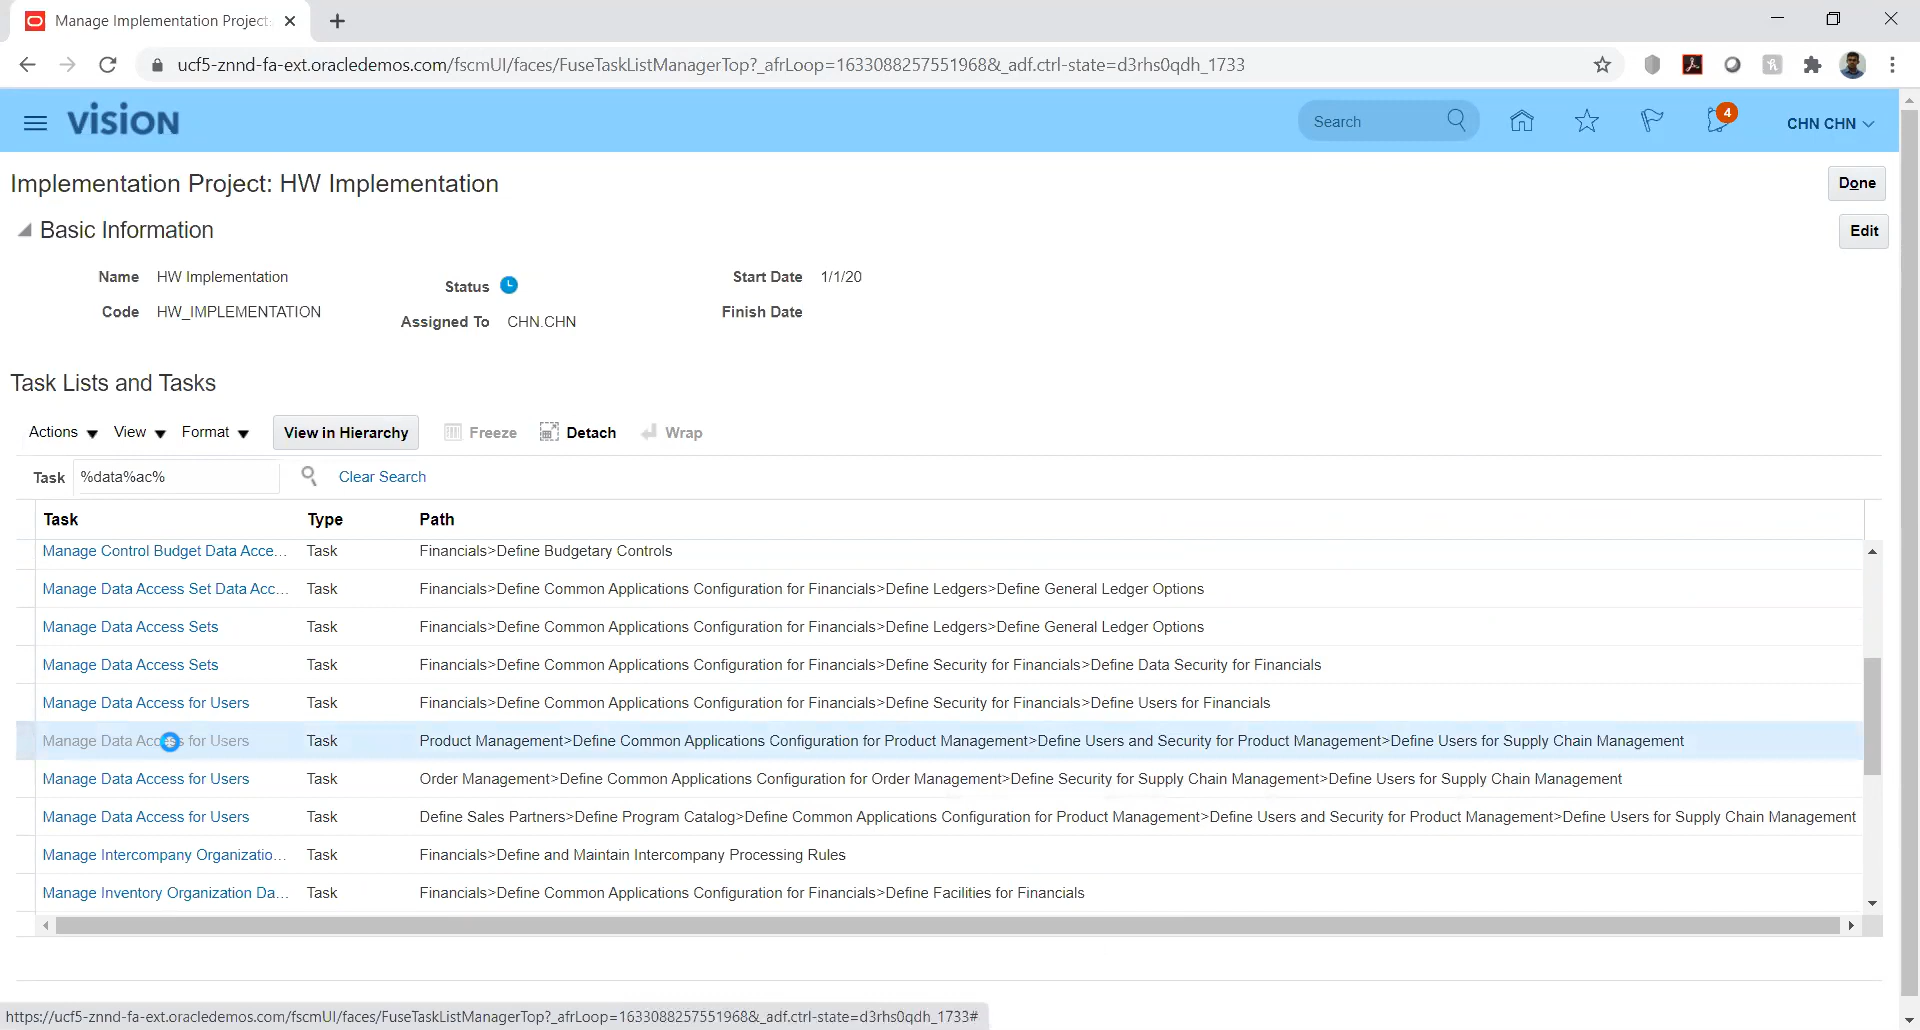 Manage Implementation Project:
ucf5-znnd-fa-ext.oracledemos.com/fscmUI/faces/FuseTaskListManagerTop?_afrLoop=16330882575519​68&_adf.ctrl-state=d3rhs0qdh_1733
VISION
Search
4
CHN CHN
Implementation Project: HW Implementation
Done
Basic Information
Edit
Name HW Implementation
Status
Start Date 1/1/20
Code HW_IMPLEMENTATION
Assigned To CHN.CHN
Finish Date
Task Lists and Tasks
Actions View Format View in Hierarchy Freeze Detach Wrap
Task %data%ac% Clear Search
Task Type Path
Manage Control Budget Data Acce... Task Financials>Define Budgetary Controls
Manage Data Access Set Data Acc... Task Financials>Define Common Applications Configuration for Financials>Define Ledgers>Define General Ledger Options
Manage Data Access Sets Task Financials>Define Common Applications Configuration for Financials>Define Ledgers>Define General Ledger Options
Manage Data Access Sets Task Financials>Define Common Applications Configuration for Financials>Define Security for Financials>Define Data Security for Financials
Manage Data Access for Users Task Financials>Define Common Applications Configuration for Financials>Define Security for Financials>Define Users for Financials
Manage Data Access for Users Task Product Management>Define Common Applications Configuration for Product Management>Define Users and Security for Product Management>Define Users for Supply Chain Management
Manage Data Access for Users Task Order Management>Define Common Applications Configuration for Order Management>Define Security for Supply Chain Management>Define Users for Supply Chain Management
Manage Data Access for Users Task Define Sales Partners>Define Program Catalog>Define Common Applications Configuration for Product Management>Define Users and Security for Product Management>Define Users for Supply Chain Management
Manage Intercompany Organizatio... Task Financials>Define and Maintain Intercompany Processing Rules
Manage Inventory Organization Da... Task Financials>Define Common Applications Configuration for Financials>Define Facilities for Financials
https://ucf5-znnd-fa-ext.oracledemos.com/fscmUI/faces/FuseTaskListManagerTop?_afrLoop=1633088257551968&_adf.ctrl-state=d3rhs0qdh_1733#